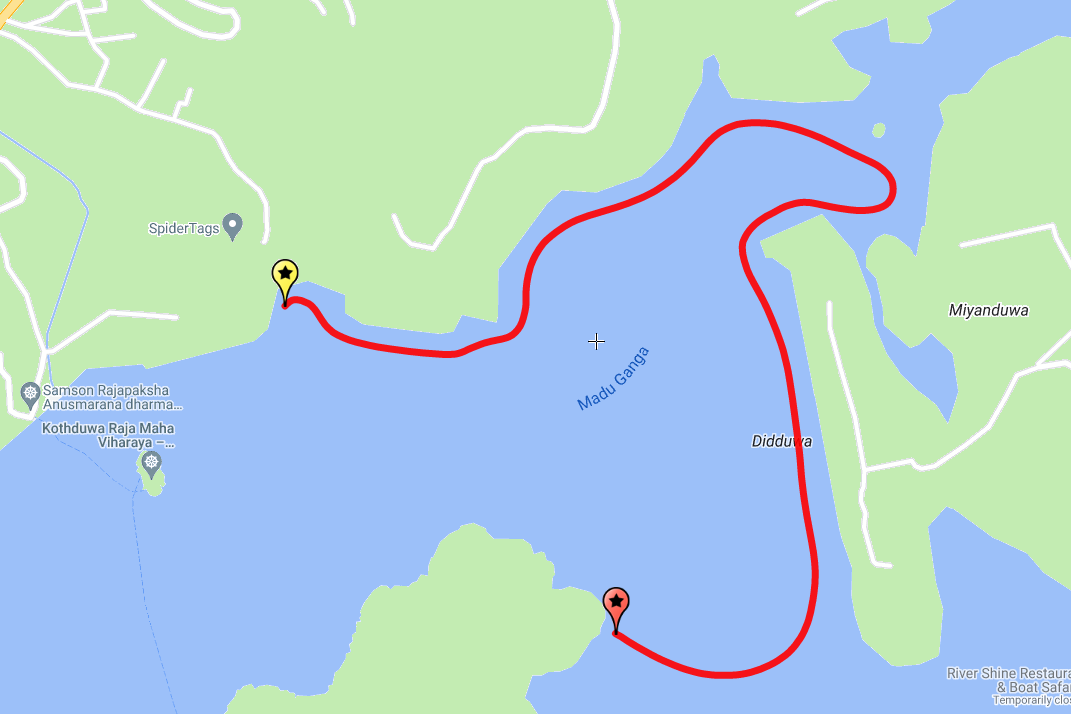 SpiderTags
Miyanduwa
Madu Ganga
Samson Rajapaksha
Anusmarana dharma...
Kothduwa Raja Maha
Viharaya –...
Didduwa
River Shine Restaura
& Boat Safa
Temporarily clo